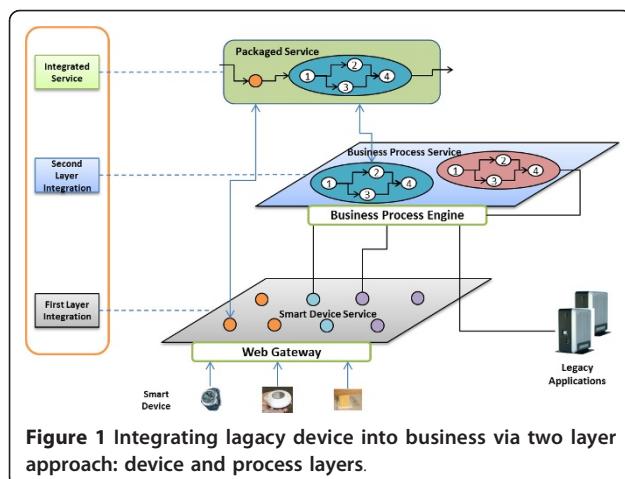 Packaged Service
Integrated
Service
1
2
3
4
Business Process Service
Second
Layer
Integration
1
2
3
4
1
2
3
4
Business Process Engine
First Layer
Integration
Smart Device Service
Web Gateway
Smart
Device
Legacy
Applications
Figure 1 Integrating lagacy device into business via two layer
approach: device and process layers.